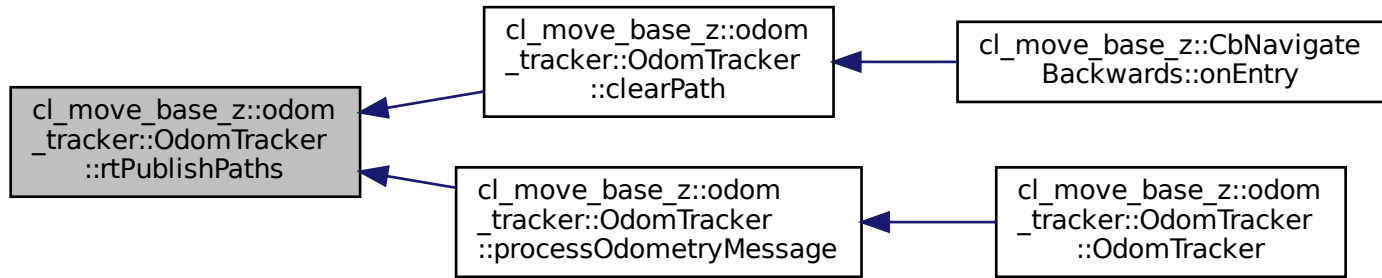 cl_move_base_z::odom
_tracker::OdomTracker
::rtPublishPaths
cl_move_base_z::odom
_tracker::OdomTracker
::clearPath
cl_move_base_z::CbNavigate
Backwards::onEntry
cl_move_base_z::odom
_tracker::OdomTracker
::processOdometryMessage
cl_move_base_z::odom
_tracker::OdomTracker
::OdomTracker